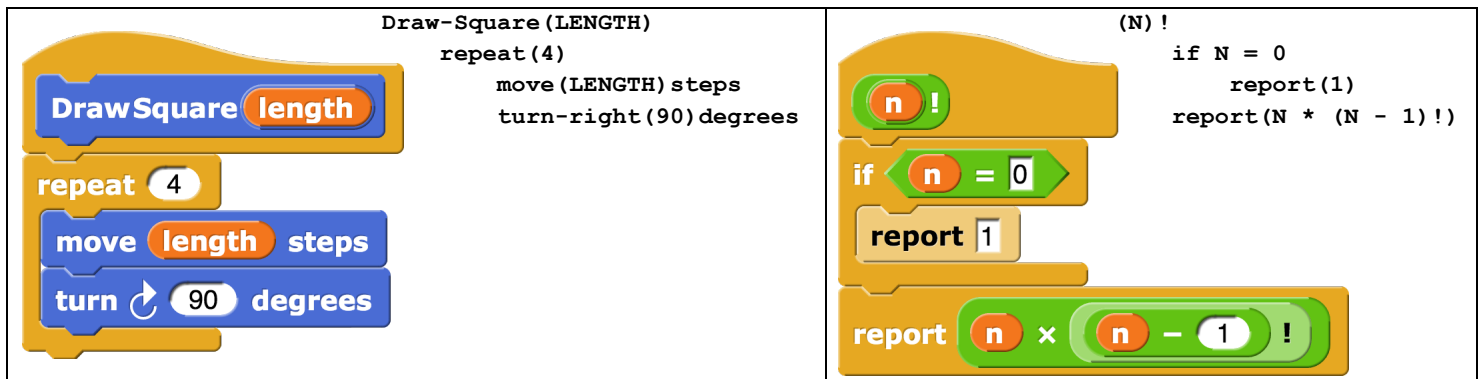 Draw-Square(LENGTH)
repeat(4)
move(LENGTH)steps
turn-right(90)degrees
DrawSquare length
repeat 4
move length steps
turn 90 degrees
(N)!
if N = 0
report(1)
report(N * (N - 1)!)
n !
if n = 0
report 1
report n × n - 1 !